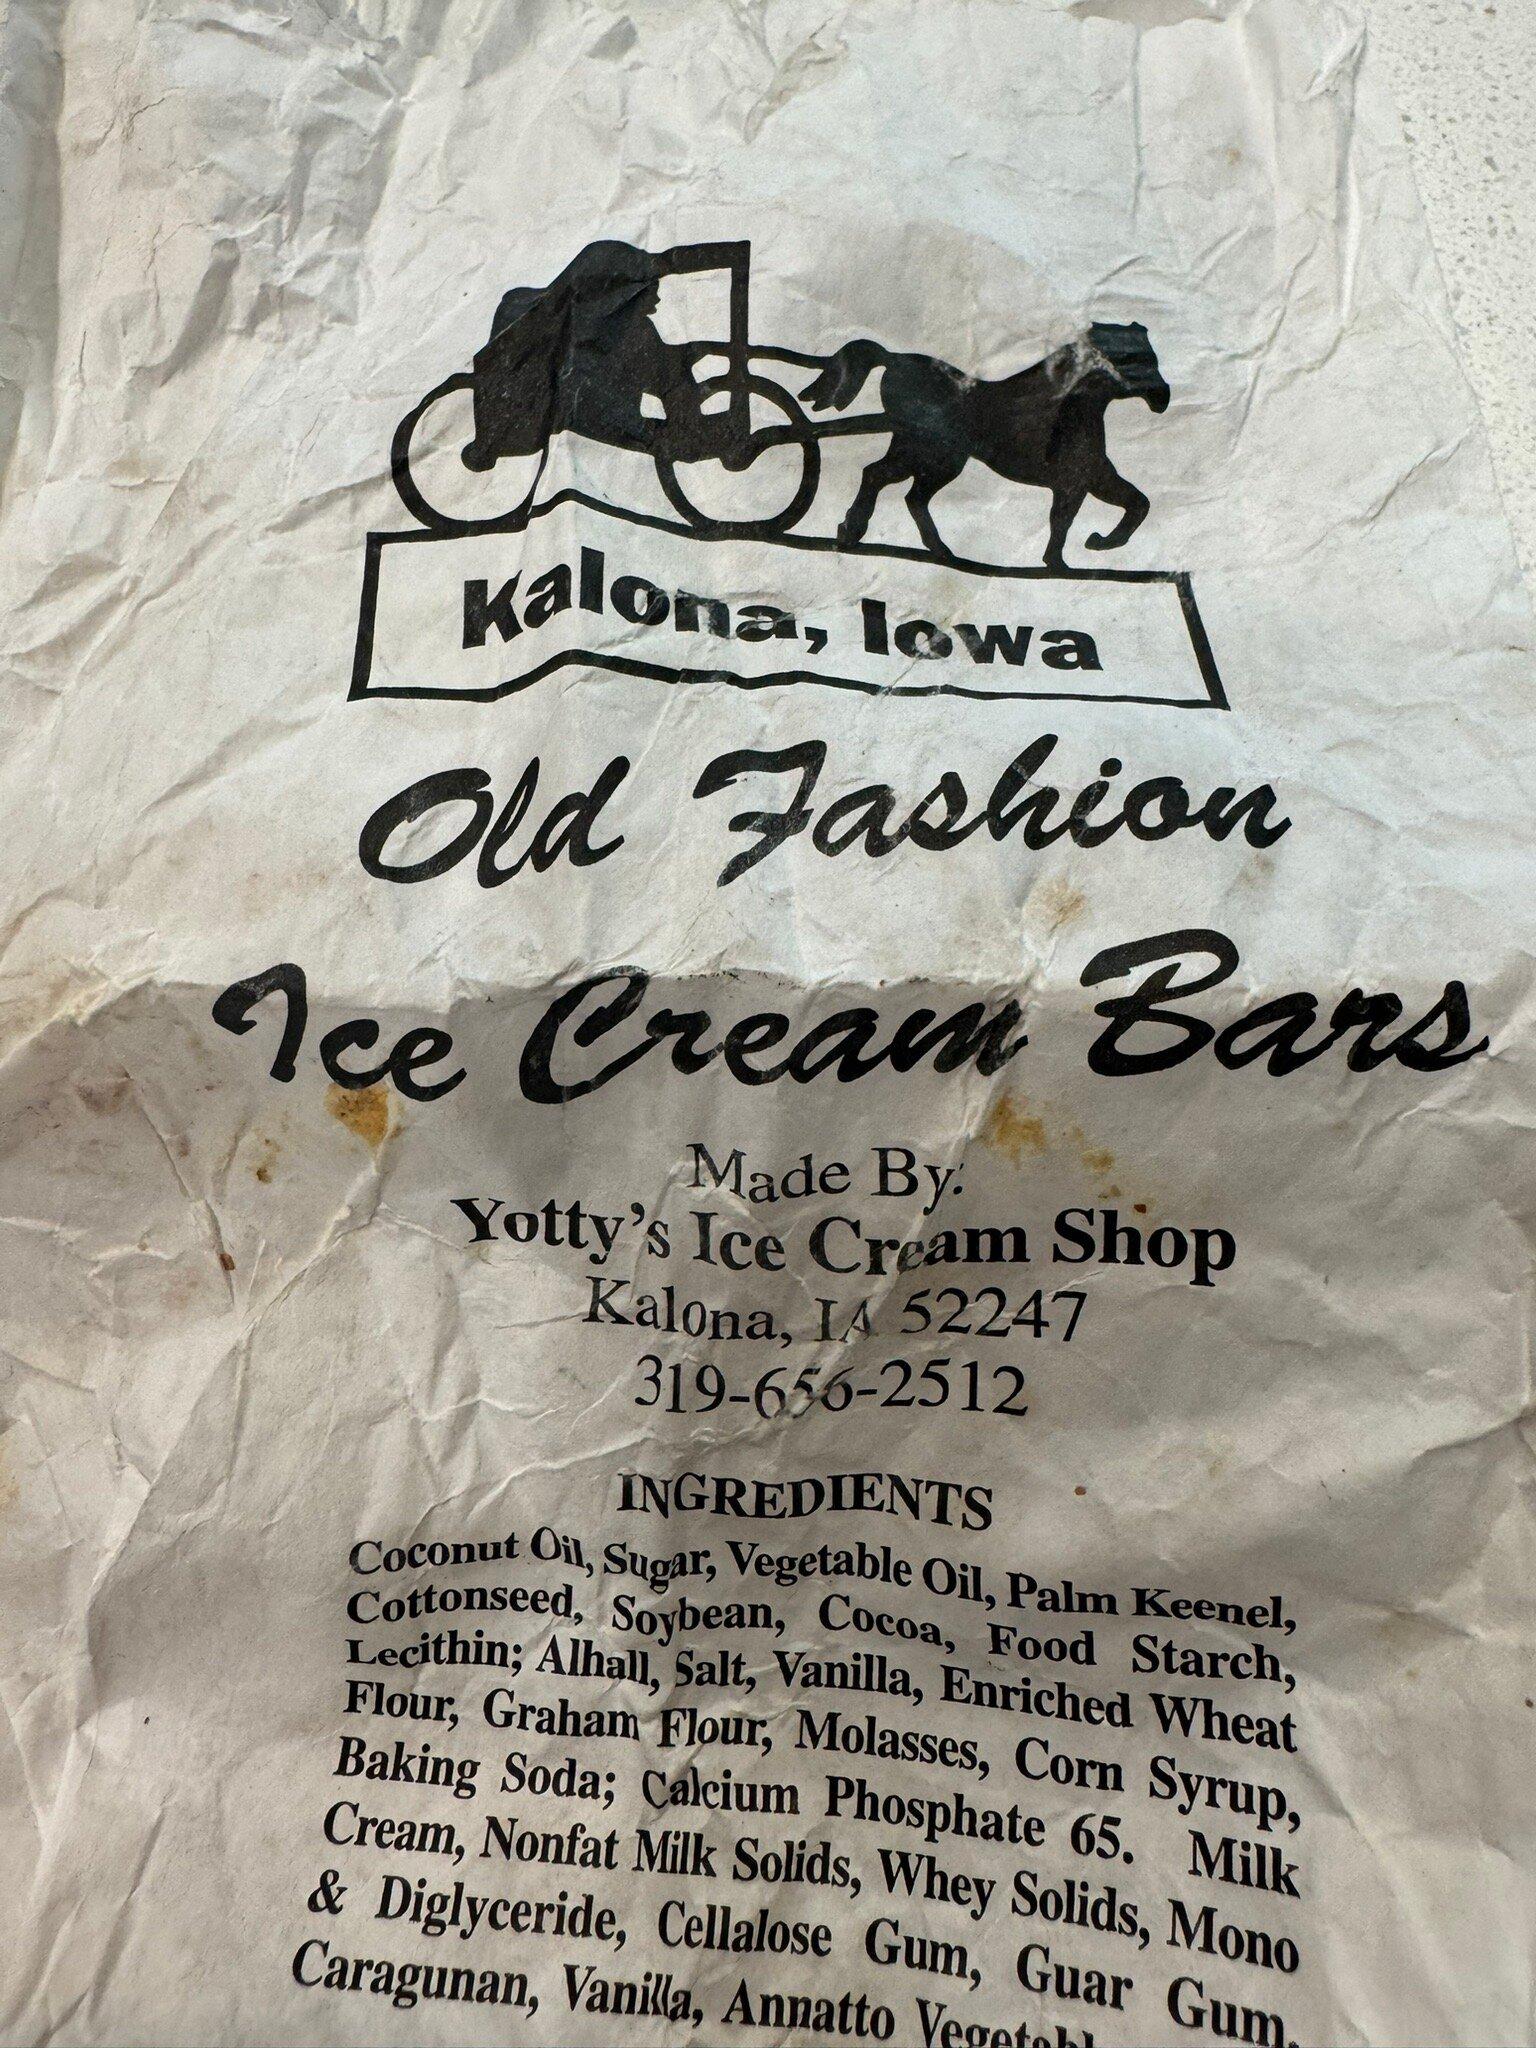 Kalona, Iowa
Old Fashion
Ice Cream Bars
Made By:
Yotty's Ice Cream Shop
Kalona, IA 52247
319-656-2512
INGREDIENTS
Coconut Oil, Sugar, Vegetable Oil, Palm Keenel,
Cottonseed, Soybean, Cocoa, Food Starch,
Lecithin; Alhall, Salt, Vanilla, Enriched Wheat
Flour, Graham Flour, Molasses, Corn Syrup,
Baking Soda; Calcium Phosphate 65. Milk
Cream, Nonfat Milk Solids, Whey Solids, Mono
& Diglyceride, Cellalose Gum, Guar Gum,
Caragunan, Vanilla, Annatto